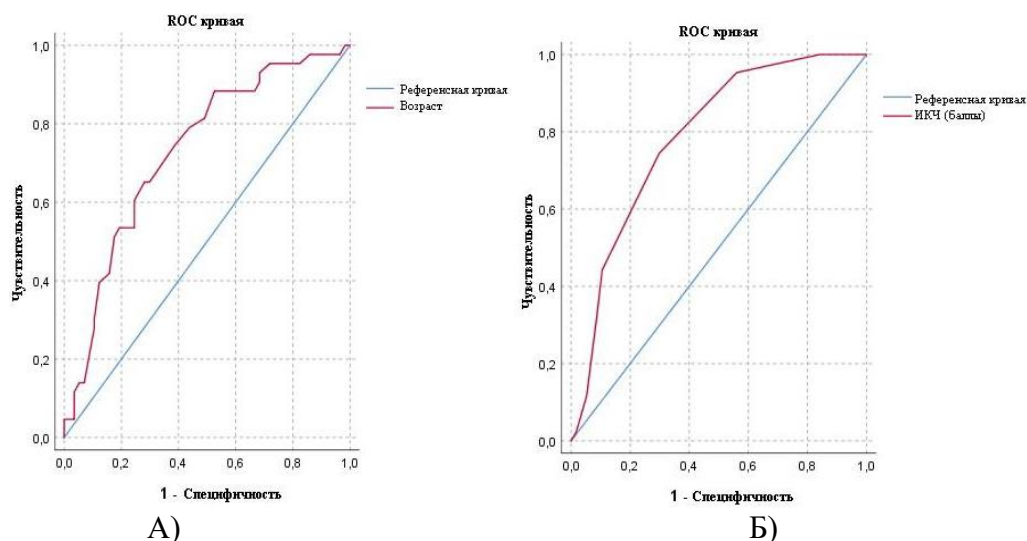 ROC кривая
1,0
0,8
0,6
0,4
0,2
0,0
Чувствительность
0,0 0,2 0,4 0,6 0,8 1,0
1 - Специфичность
Референсная кривая
Возраст
А)
ROC кривая
1,0
0,8
0,6
0,4
0,2
0,0
Чувствительность
0,0 0,2 0,4 0,6 0,8 1,0
1 - Специфичность
Референсная кривая
ИКЧ (баллы)
Б)